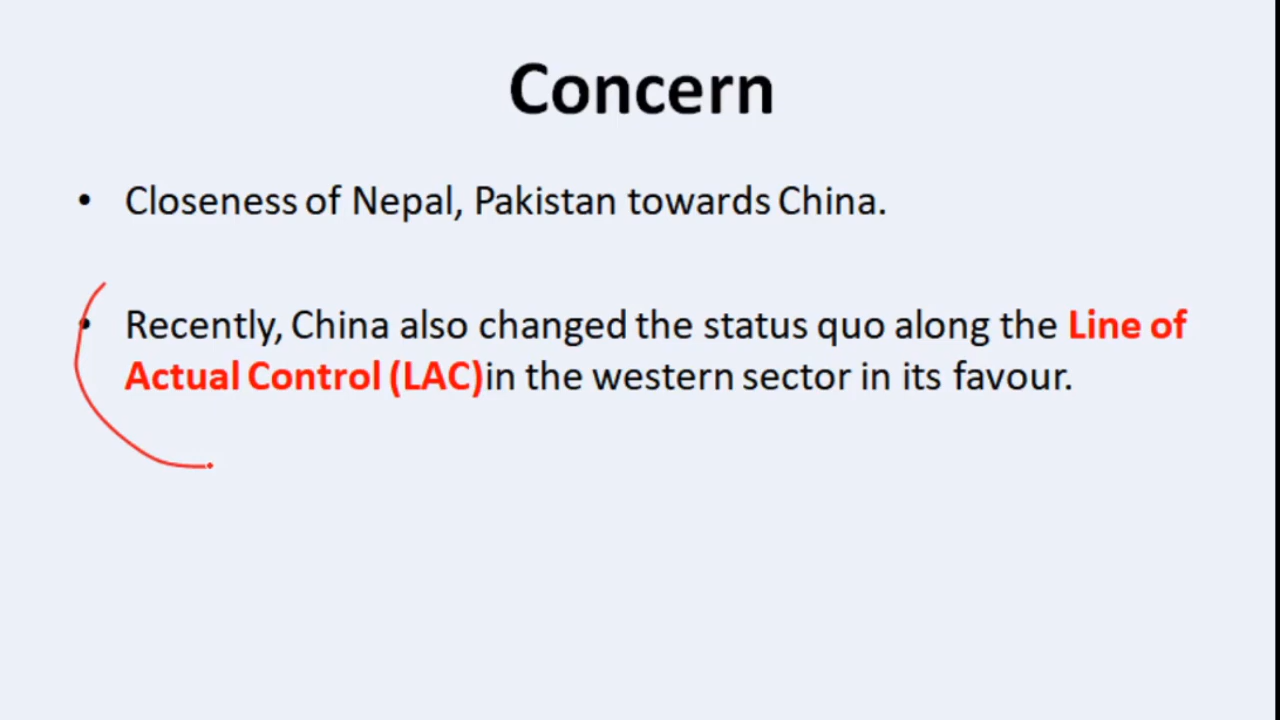 Concern
• Closeness of Nepal, Pakistan towards China.
• Recently, China also changed the status quo along the Line of
Actual Control (LAC)in the western sector in its favour.